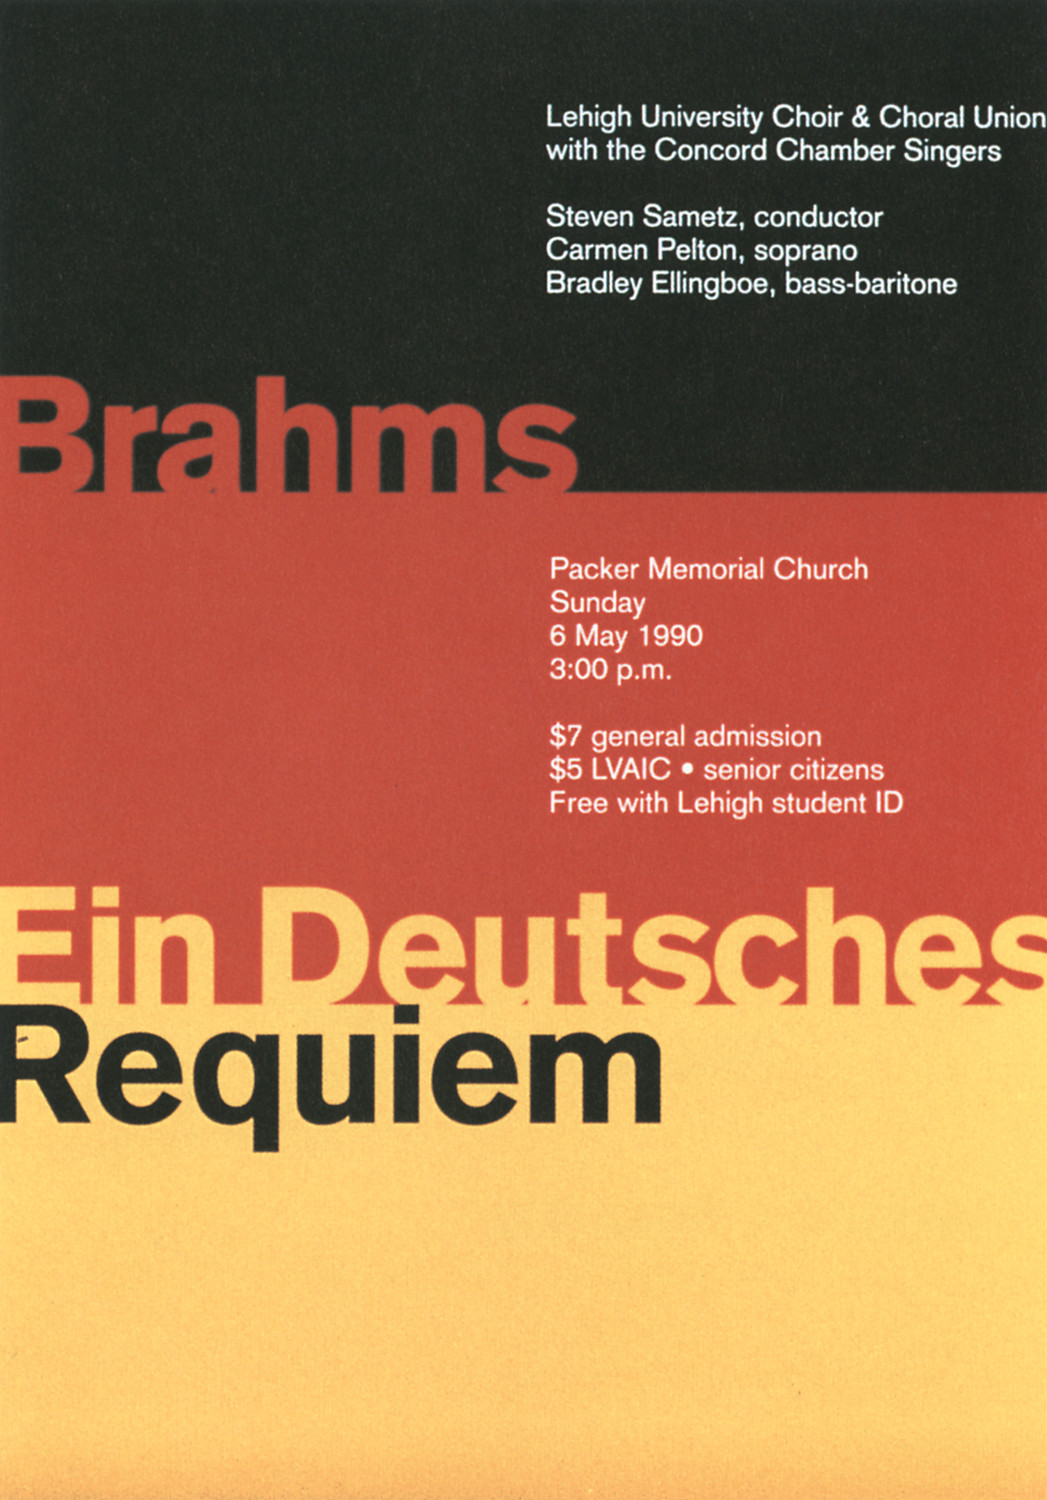 Lehigh University Choir & Choral Union
with the Concord Chamber Singers
Steven Sametz, conductor
Carmen Pelton, soprano
Bradley Ellingboe, bass-baritone
Brahms
Packer Memorial Church
Sunday
6 May 1990
3:00 p.m.
$7 general admission
$5 LVAIC • senior citizens
Free with Lehigh student ID
Ein Deutsches
Requiem